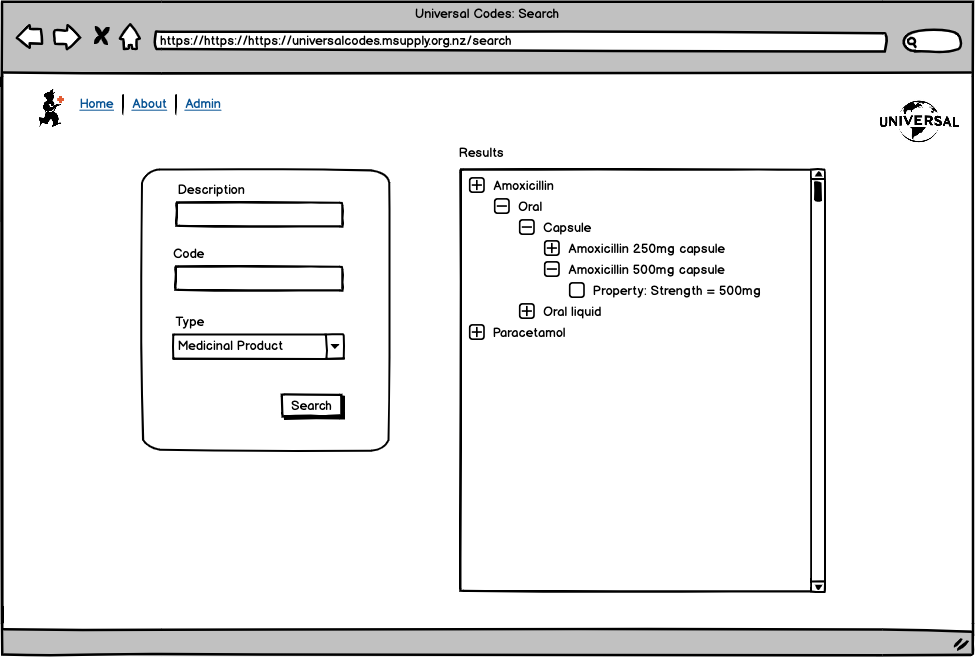 Universal Codes: Search
https://https://https://universalcodes.msupply.org.nz/search
Home About Admin
UNIVERSAL
Results
Description
Code
Type
Medicinal Product
Search
Amoxicillin
Oral
Capsule
Amoxicillin 250mg capsule
Amoxicillin 500mg capsule
Property: Strength = 500mg
Oral liquid
Paracetamol